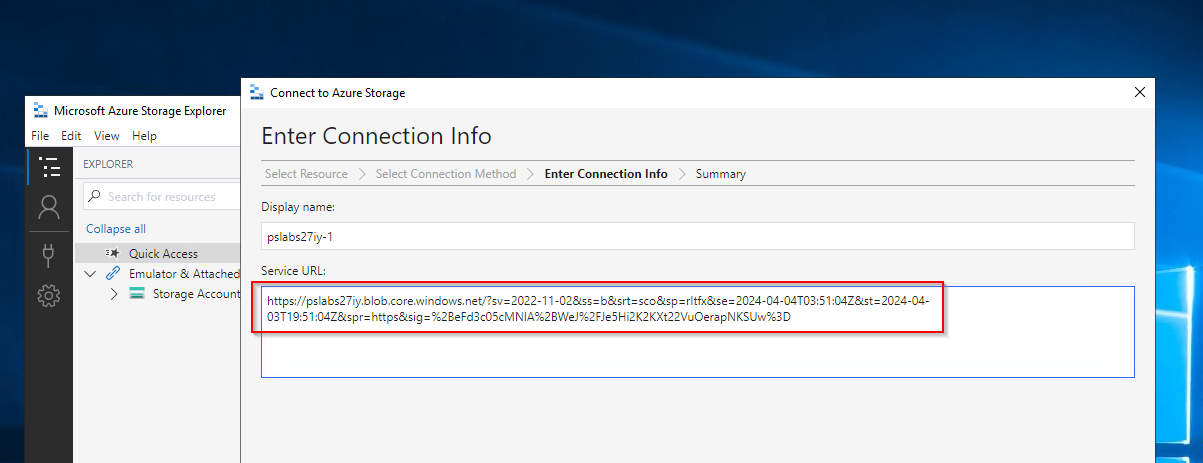 Connect to Azure Storage
Microsoft Azure Storage Explorer
File Edit View Help
EXPLORER
Search for resources
Collapse all
Quick Access
Emulator & Attached
Storage Account
Enter Connection Info
Select Resource > Select Connection Method > Enter Connection Info > Summary
Display name:
pslabs27iy-1
Service URL:
https://pslabs27iy.blob.core.windows.net/?sv=2022-11-02&ss=b&srt=sco&sp=rltfx&se=2024-04-04T03:51:04Z&st=2024-04-
03T19:51:04Z&spr=https&sig=%2BeFd3c05cMNIA%2BWeJ%2FJe5Hi2K2KXt22VuOerapNKSUw%3D